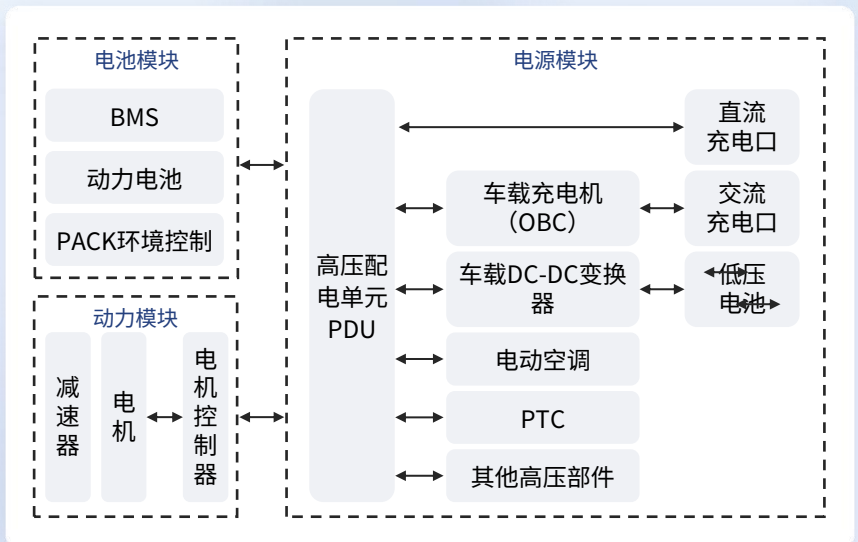 电池模块
BMS
动力电池
PACK环境控制
动力模块
减速器
电机
电机控制器
电源模块
高压配
电单元
PDU
直流
充电口
车载充电机
（OBC）
交流
充电口
车载DC-DC变换
器
低压
电池
电动空调
PTC
其他高压部件